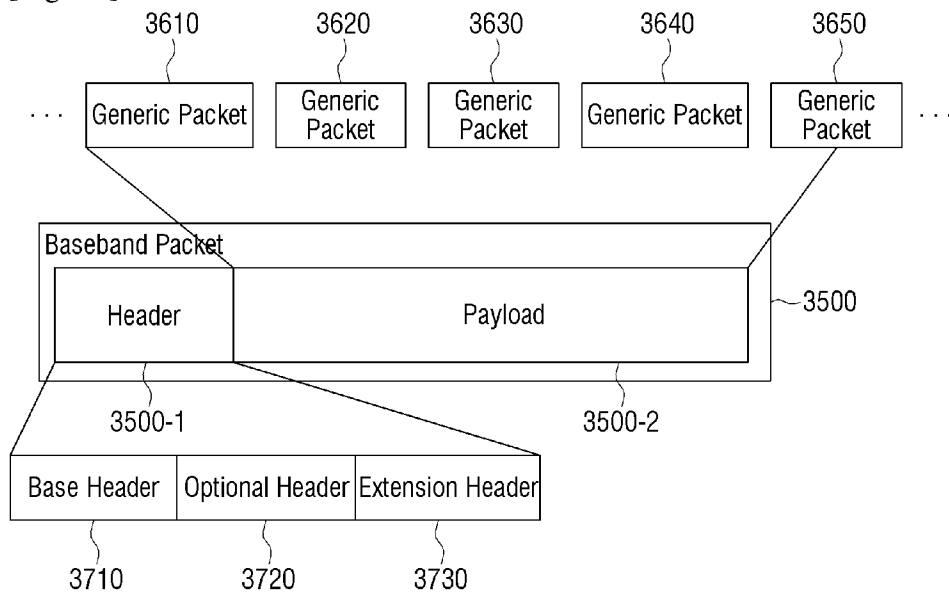 3610 3620 3630 3640 3650
... Generic Packet Generic Packet Generic Packet Generic Packet Generic Packet ...
Baseband Packet
Header Payload 3500
3500-1 3500-2
Base Header Optional Header Extension Header
3710 3720 3730